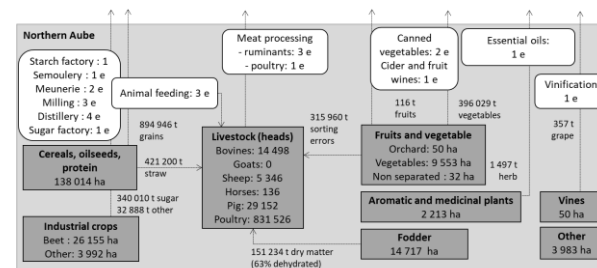 Northern Aube
Starch factory : 1
Semoulery : 1 e
Meunerie : 2 e
Milling : 3 e
Distillery : 4 e
Sugar factory: 1 e
Animal feeding: 3 e
Meat processing
- ruminants: 3 e
- poultry: 1 e
Canned
vegetables: 2 e
Cider and fruit
wines: 1 e
Essential oils:
1 e
Vinification
1 e
894 946 t
grains
315 960 t
sorting
errors
116 t
fruits
396 029 t
vegetables
357 t
grape
Cereals, oilseeds,
protein
138 014 ha
421 200 t
straw
Livestock (heads)
Bovines: 14 498
Goats: 0
Sheep: 5 346
Horses: 136
Pig: 29 152
Poultry: 831 526
Fruits and vegetable
Orchard: 50 ha
Vegetables: 9 553 ha
Non separated : 32 ha
1 497 t
herb
340 010 t sugar
32 888 t other
Aromatic and medicinal plants
2 213 ha
Vines
50 ha
Industrial crops
Beet : 26 155 ha
Other: 3 992 ha
151 234 t dry matter
(63% dehydrated)
Fodder
14 717 ha
Other
3 983 ha